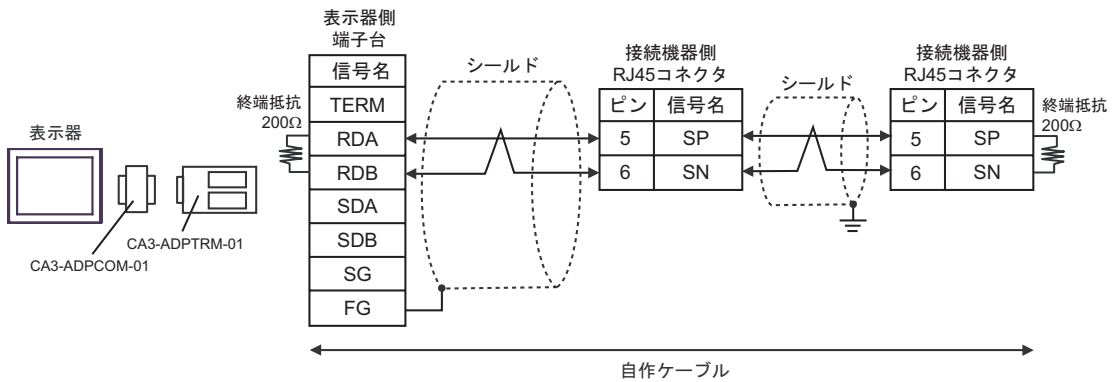 表示器
CA3-ADPCOM-01
CA3-ADPTRM-01
終端抵抗
200Ω
表示器側
端子台
信号名
TERM
RDA
RDB
SDA
SDB
SG
FG
シールド
接続機器側
RJ45コネクタ
ピン 信号名
5 SP
6 SN
シールド
接続機器側
RJ45コネクタ
ピン 信号名
5 SP
6 SN
終端抵抗
200Ω
自作ケーブル